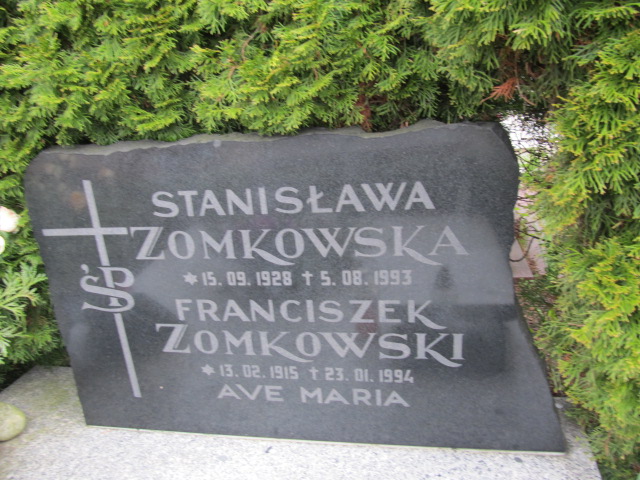 STANISŁAWA
ZOMKOWSKA
* 15. 09. 1928 † 5. 08. 1993
ŚP
FRANCISZEK
ZOMKOWSKI
* 13. 02. 1915 † 23. 01. 1994
AVE MARIA